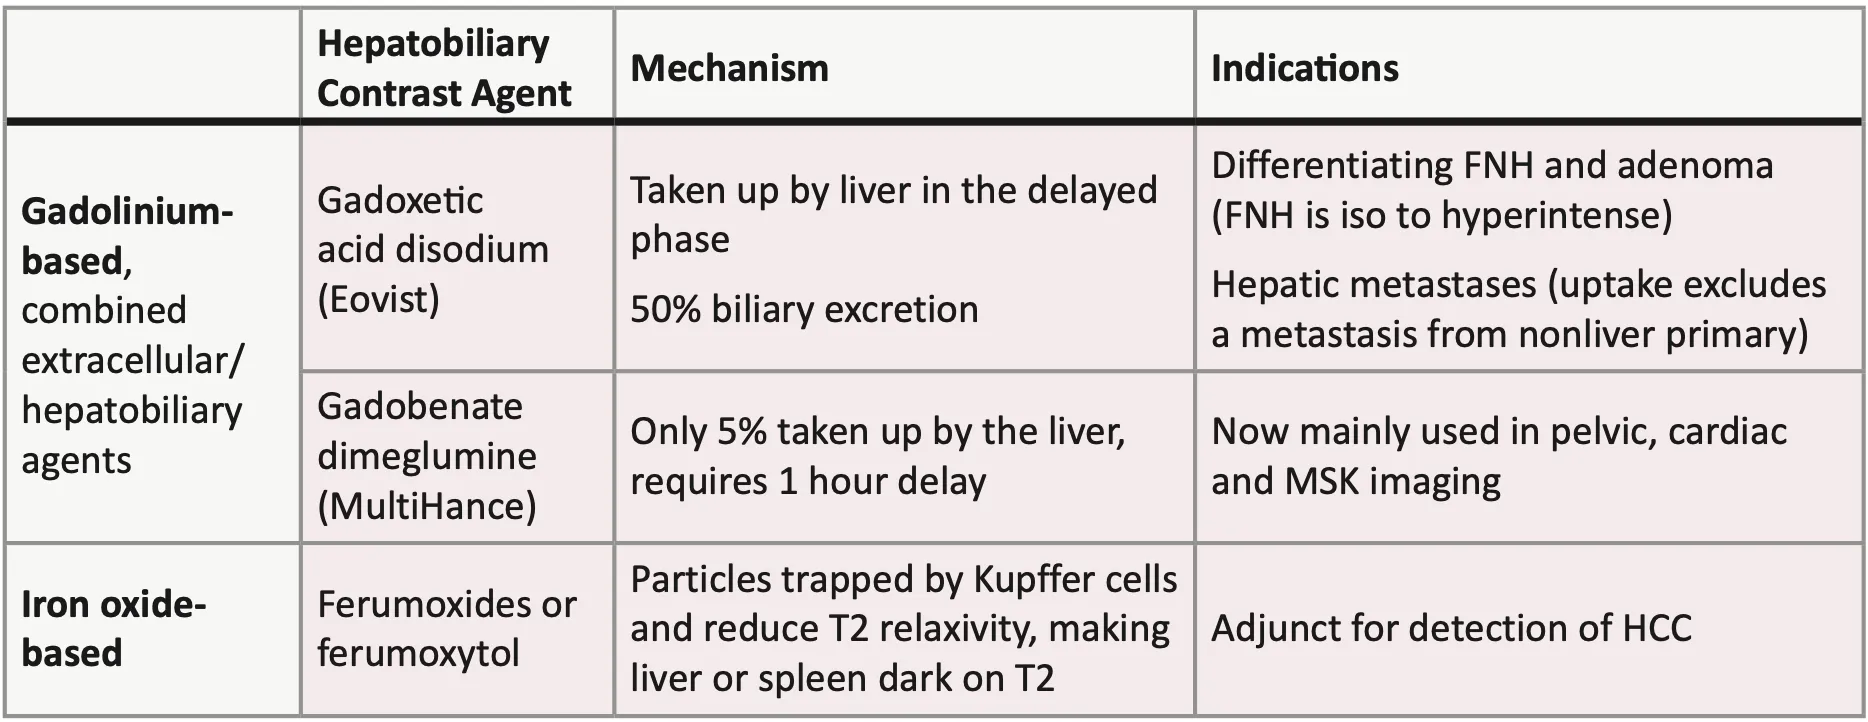 Hepatobiliary
Contrast Agent
Mechanism
Indications
Gadolinium-
based,
combined
extracellular/
hepatobiliary
agents
Gadoxetic
acid disodium
(Eovist)
Taken up by liver in the delayed
phase
50% biliary excretion
Differentiating FNH and adenoma
(FNH is iso to hyperintense)
Hepatic metastases (uptake excludes
a metastasis from nonliver primary)
Gadobenate
dimeglumine
(MultiHance)
Only 5% taken up by the liver,
requires 1 hour delay
Now mainly used in pelvic, cardiac
and MSK imaging
Iron oxide-
based
Ferumoxides or
ferumoxytol
Particles trapped by Kupffer cells
and reduce T2 relaxivity, making
liver or spleen dark on T2
Adjunct for detection of HCC